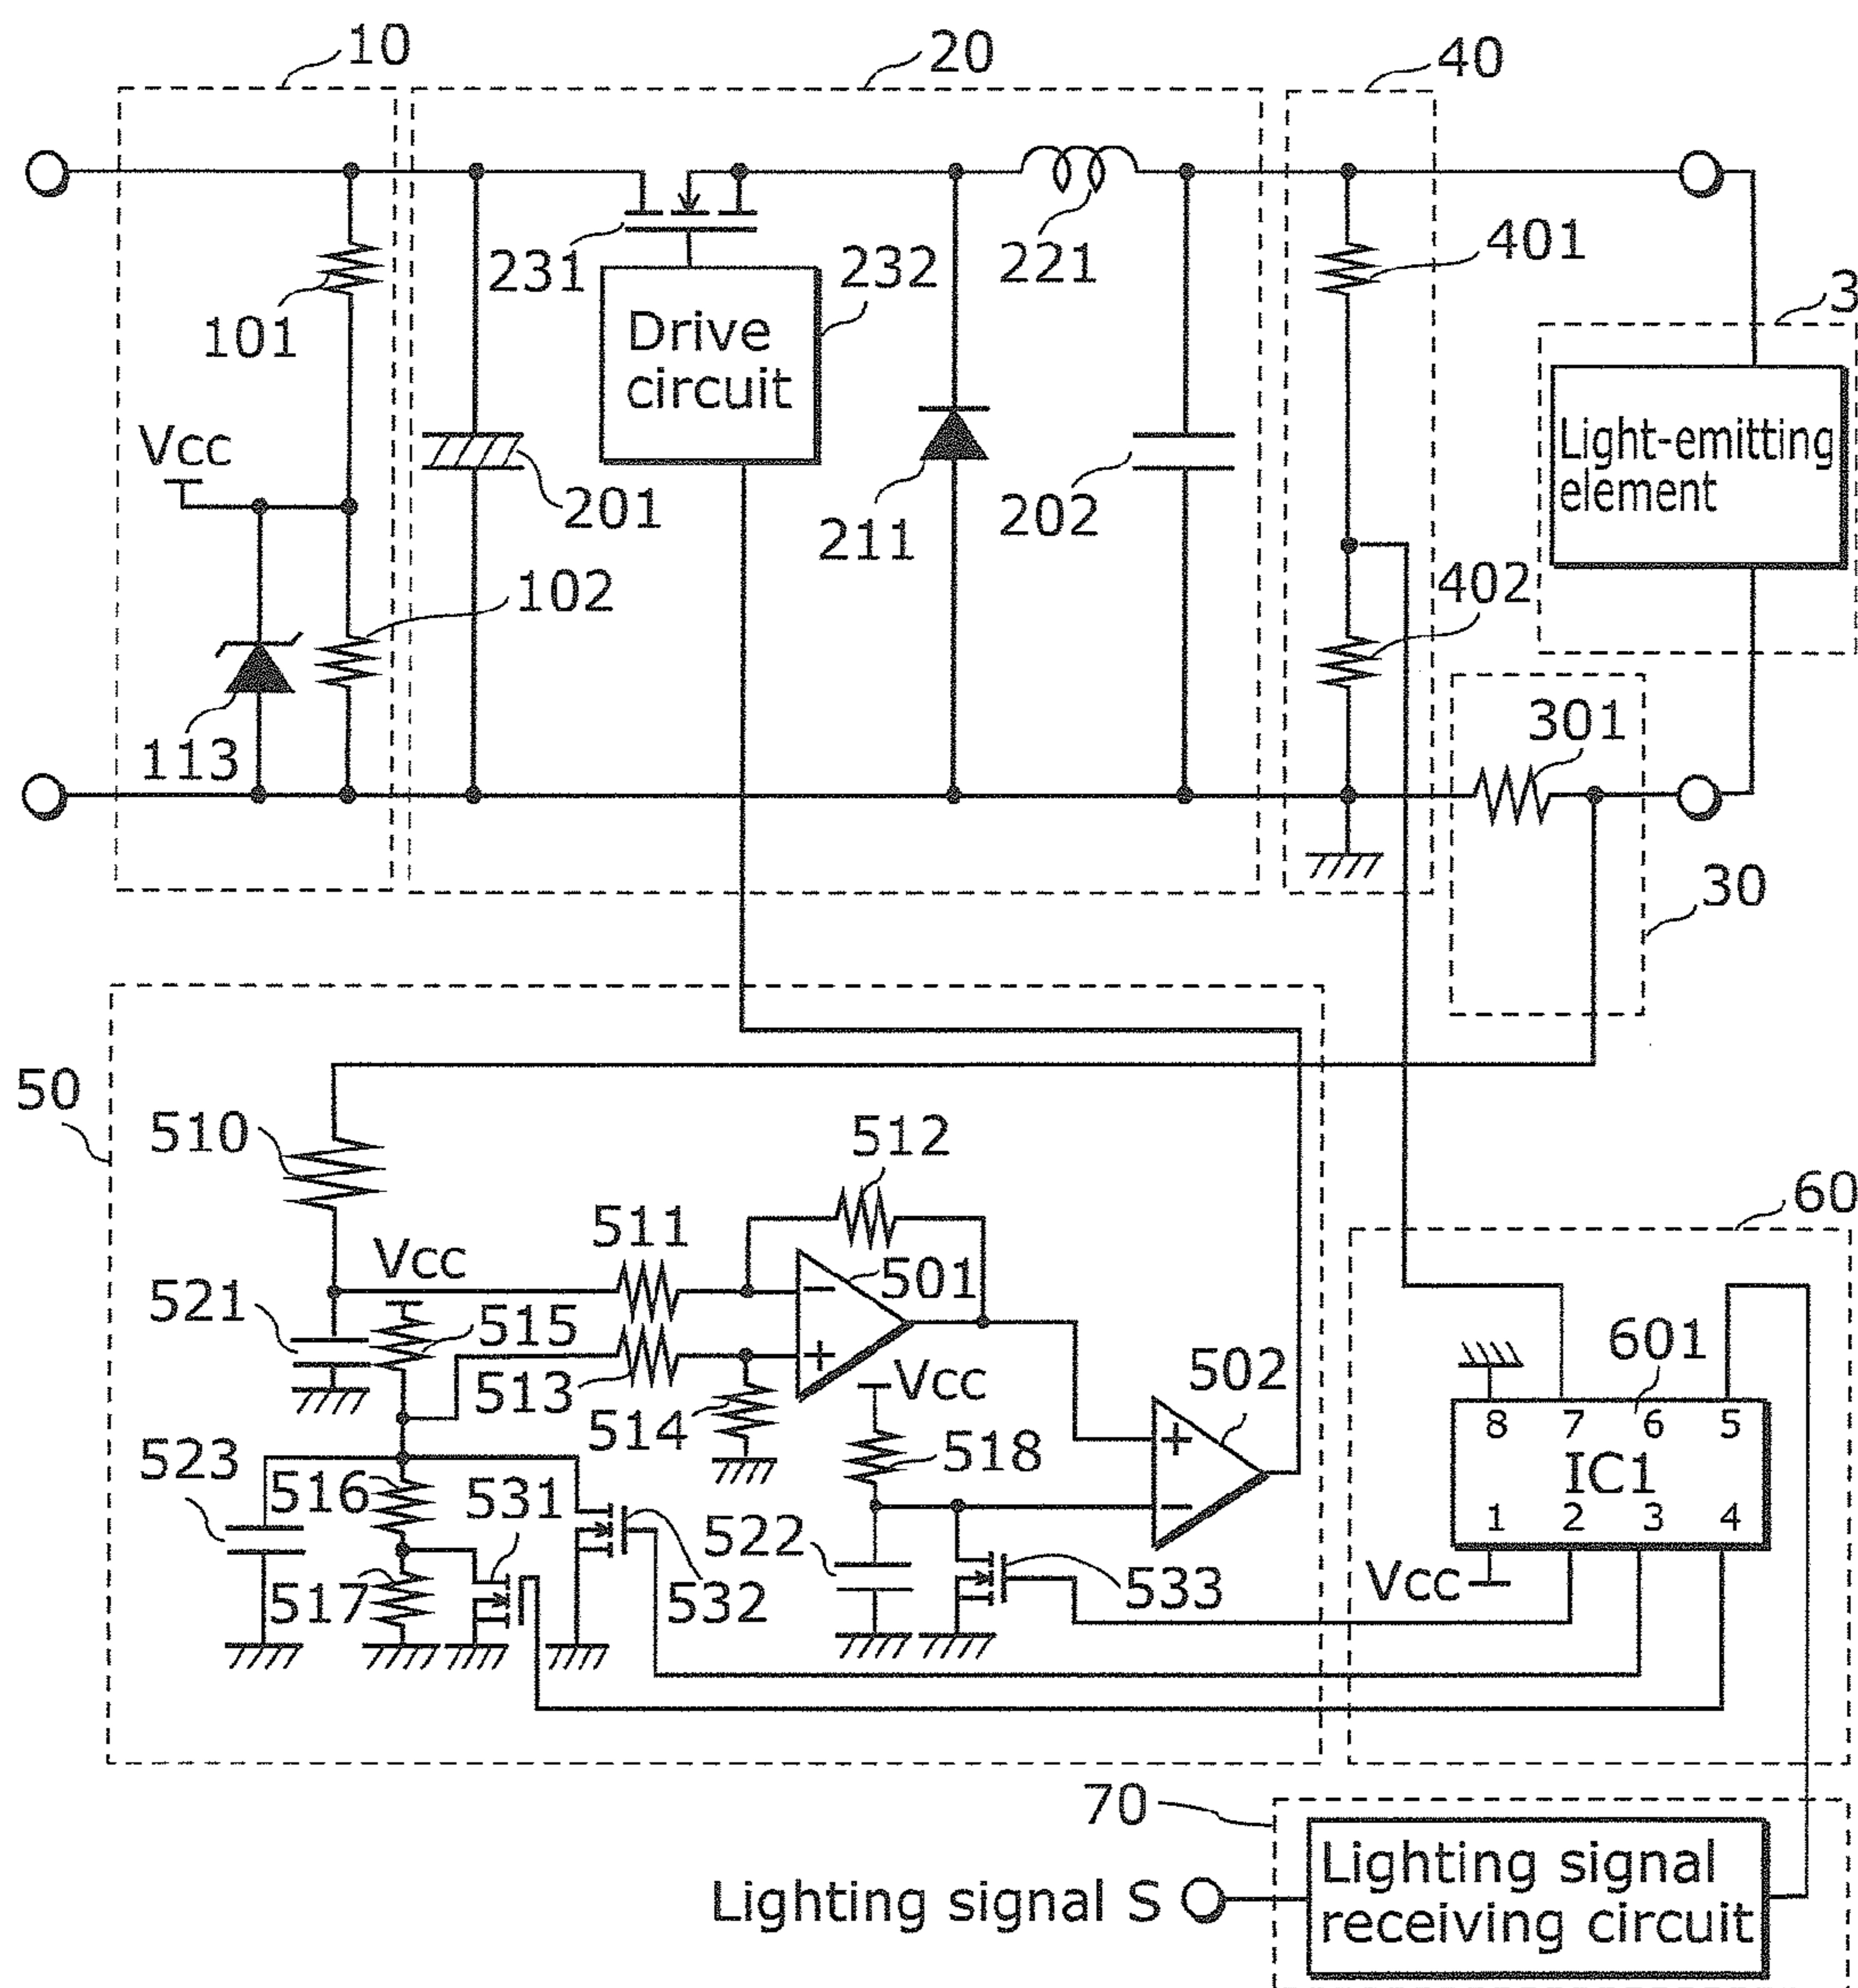 10
20
40
231
232
221
401
101
Drive
circuit
3
Vcc
Light-emitting
element
201
211
202
102
402
113
301
30
50
510
512
60
511
Vcc
501
521
515
601
513
Vcc
502
514
8 7 6 5
523
516
531
518
IC1
1 2 3 4
522
517
532
533
Vcc
70
Lighting signal S
Lighting signal
receiving circuit